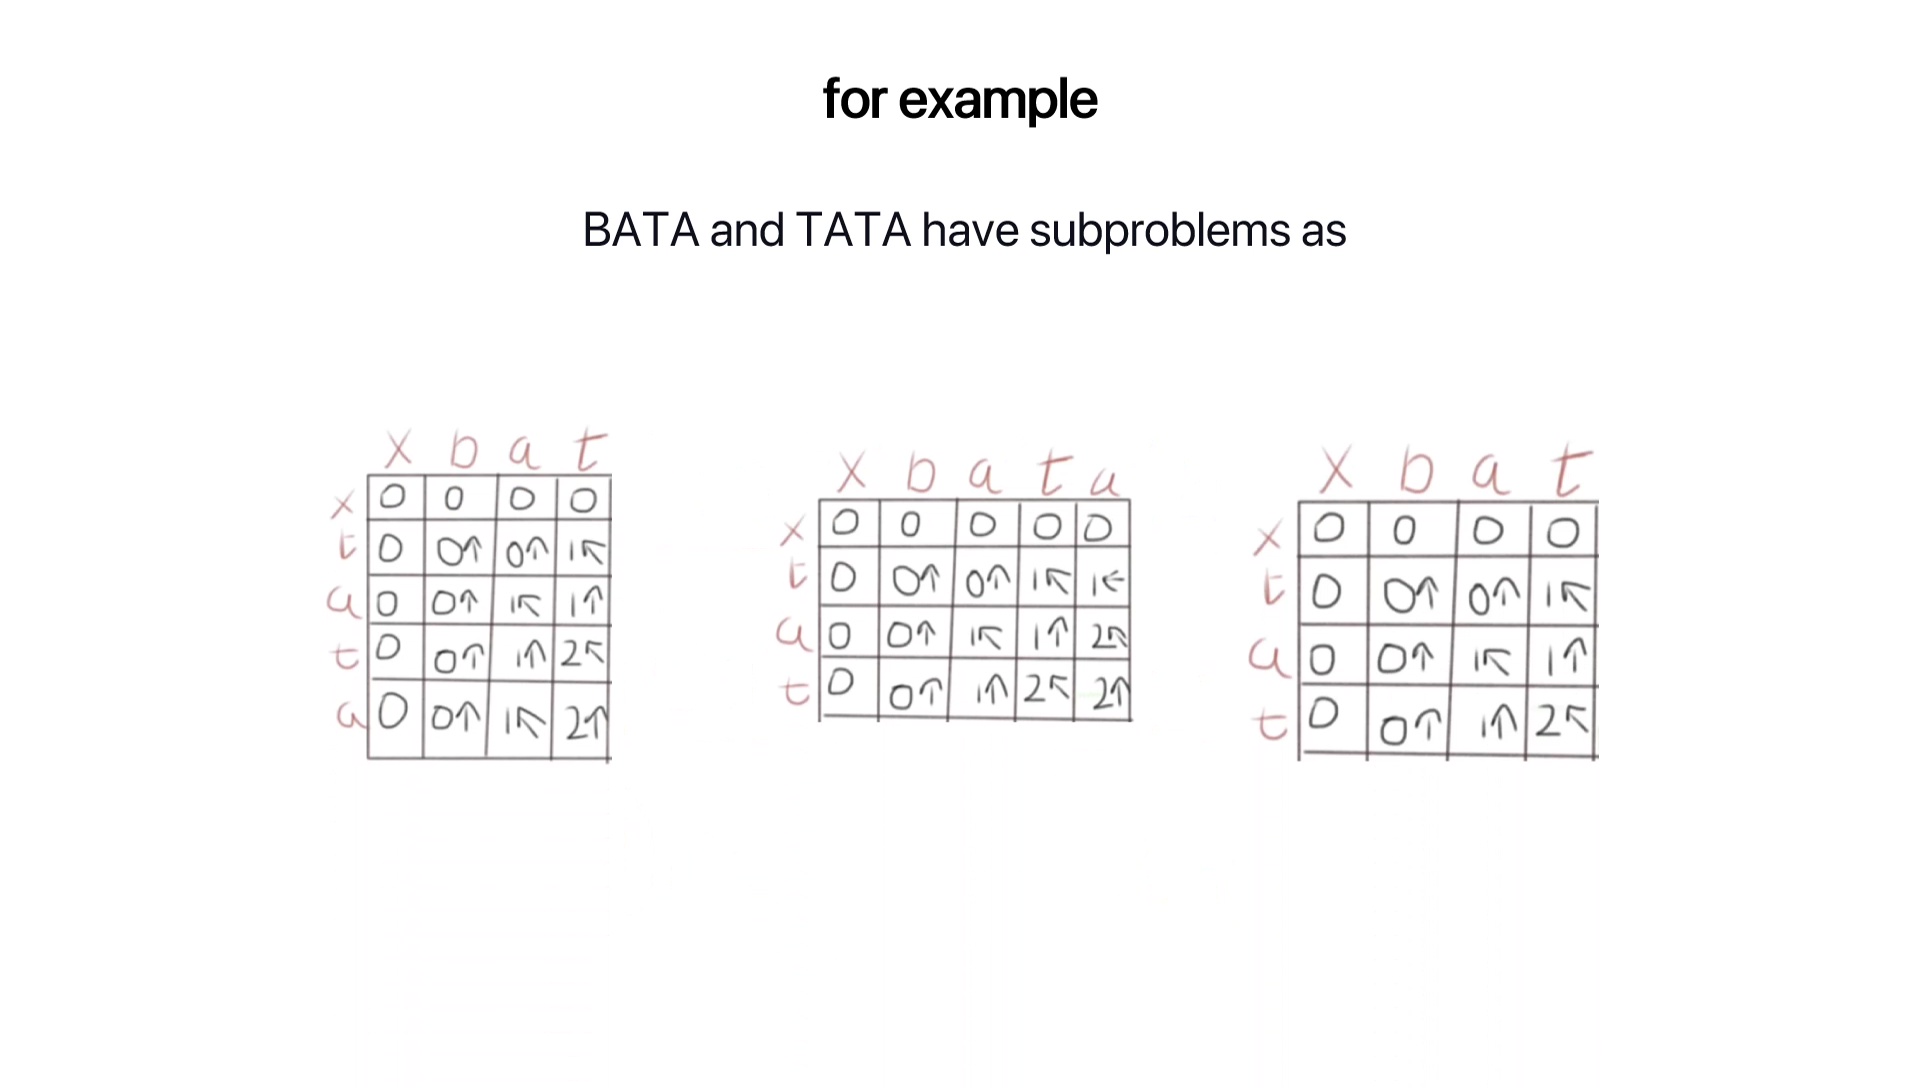 for example
BATA and TATA have subproblems as
x b a t
x 0 0 0 0
t 0 0↑ 0↑ 1↖
a 0 0↑ 1↖ 1↑
t 0 0↑ 1↑ 2↖
a 0 0↑ 1↖ 2↑
x b a t a
x 0 0 0 0 0
t 0 0↑ 0↑ 1↖ 1←
a 0 0↑ 1↖ 1↑ 2↖
t 0 0↑ 1↑ 2↖ 2↑
x b a t
x 0 0 0 0
t 0 0↑ 0↑ 1↖
a 0 0↑ 1↖ 1↑
t 0 0↑ 1↑ 2↖